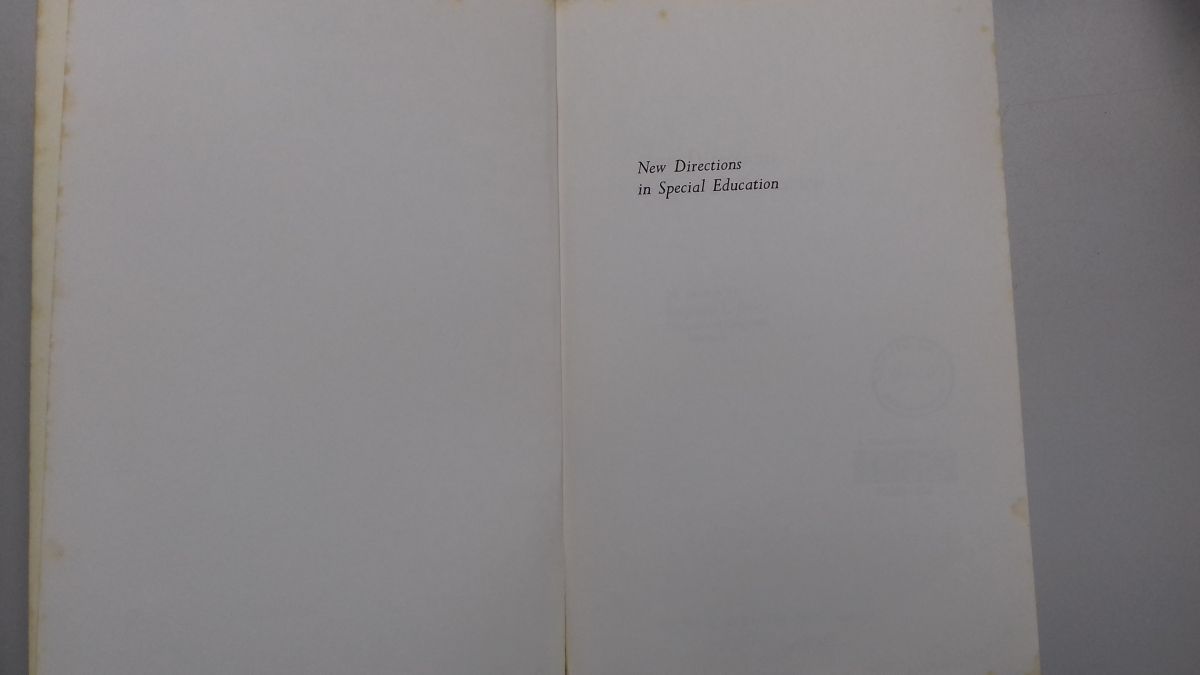 New Directions
in Special Education